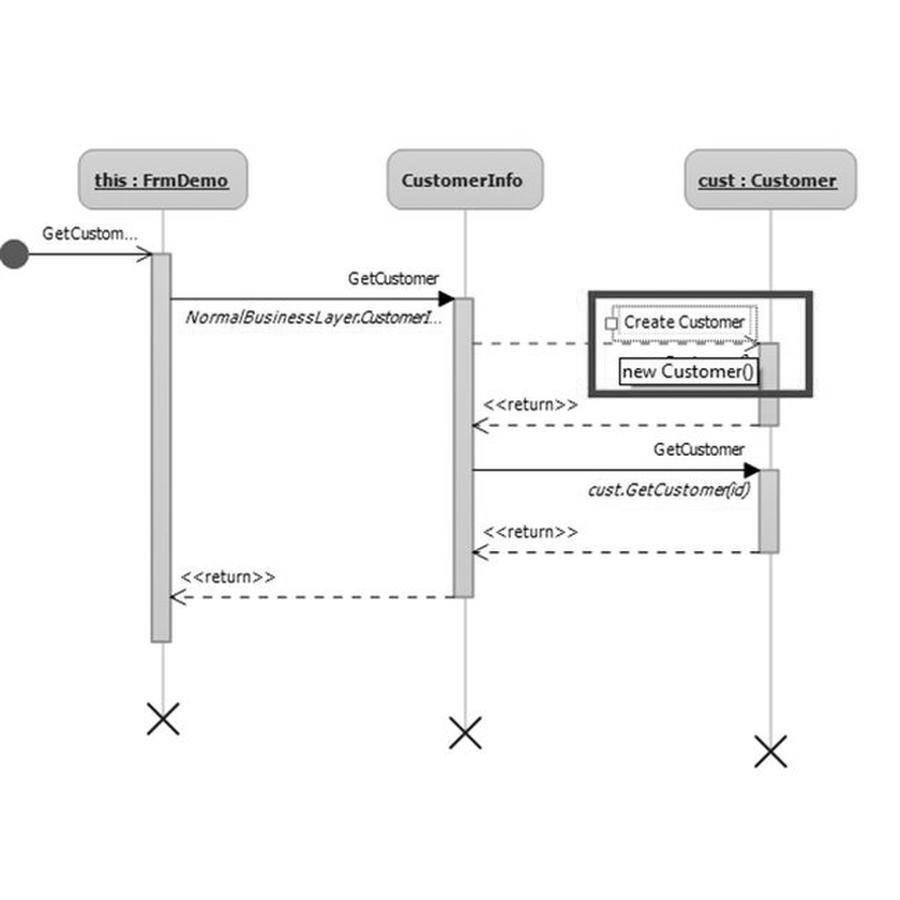 this : FrmDemo
CustomerInfo
cust : Customer
GetCustom...
GetCustomer
NormalBusinessLayer.CustomerI...
Create Customer
new Customer()
<<return>>
GetCustomer
cust.GetCustomer(id)
<<return>>
<<return>>